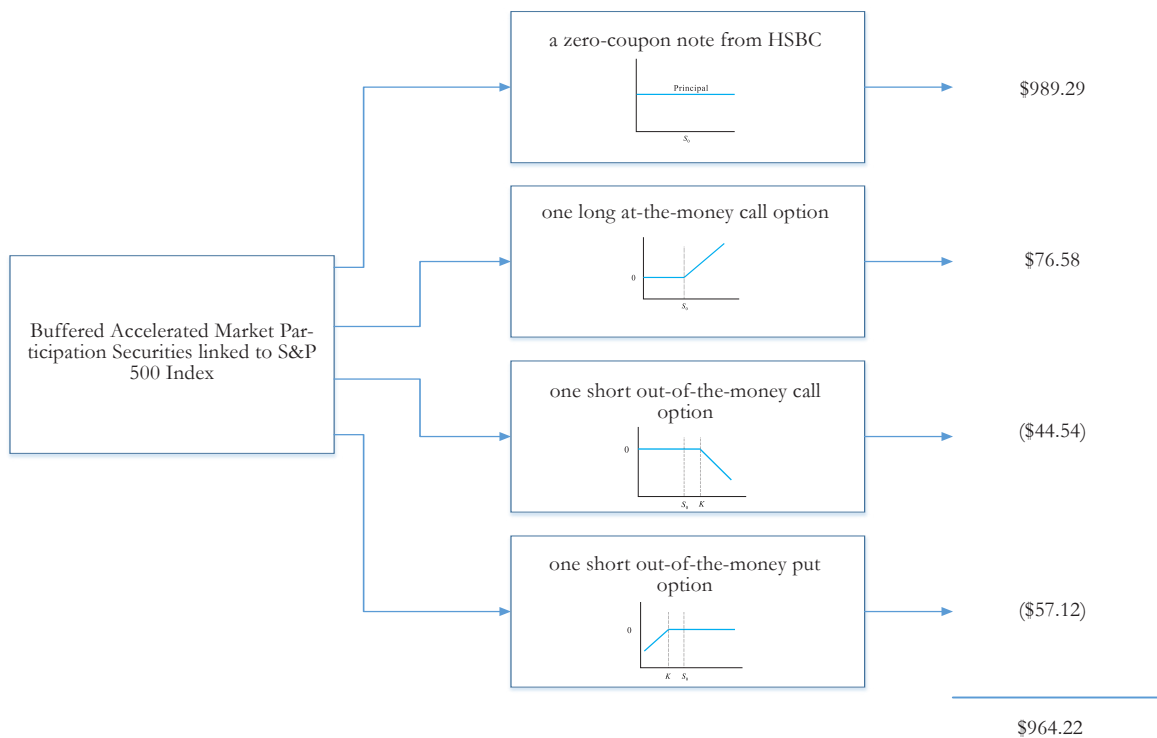 a zero-coupon note from HSBC
Principal
S0
$989.29
one long at-the-money call option
0
S0
$76.58
Buffered Accelerated Market Par-
ticipation Securities linked to S&P
500 Index
one short out-of-the-money call
option
0
S0 K
($44.54)
one short out-of-the-money put
option
0
K S0
($57.12)
$964.22